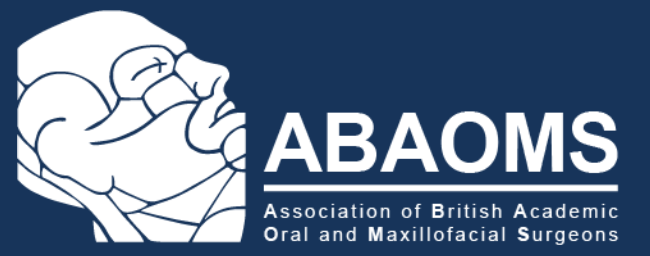 ABAOMS
Association of British Academic
Oral and Maxillofacial Surgeons